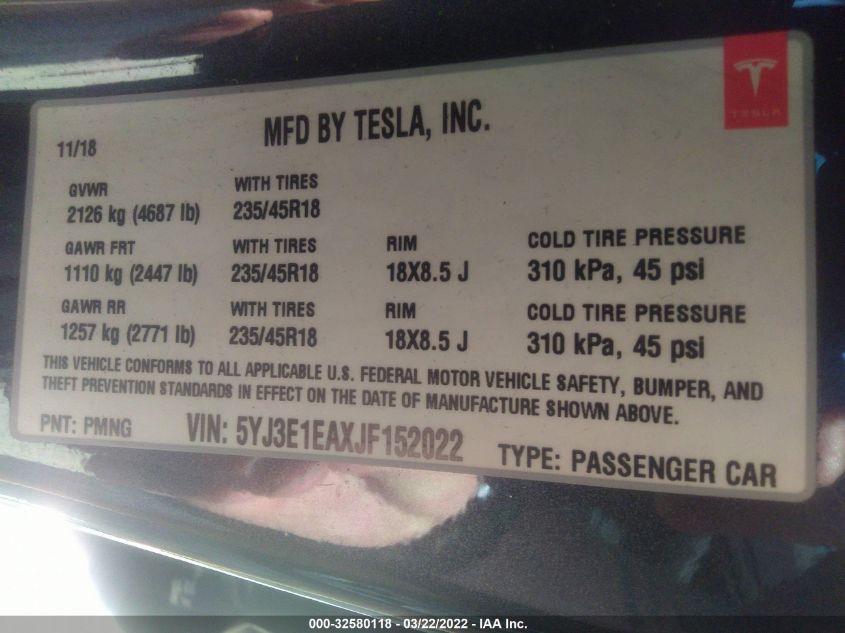 TESLA
MFD BY TESLA, INC.
11/18
GVWR WITH TIRES
2126 kg (4687 lb) 235/45R18
GAWR FRT WITH TIRES RIM COLD TIRE PRESSURE
1110 kg (2447 lb) 235/45R18 18X8.5 J 310 kPa, 45 psi
GAWR RR WITH TIRES RIM COLD TIRE PRESSURE
1257 kg (2771 lb) 235/45R18 18X8.5 J 310 kPa, 45 psi
THIS VEHICLE CONFORMS TO ALL APPLICABLE U.S. FEDERAL MOTOR VEHICLE SAFETY, BUMPER, AND
THEFT PREVENTION STANDARDS IN EFFECT ON THE DATE OF MANUFACTURE SHOWN ABOVE.
PNT: PMNG VIN: 5YJ3E1EAXJF152022 TYPE: PASSENGER CAR
000-32580118 - 03/22/2022 - IAA Inc.